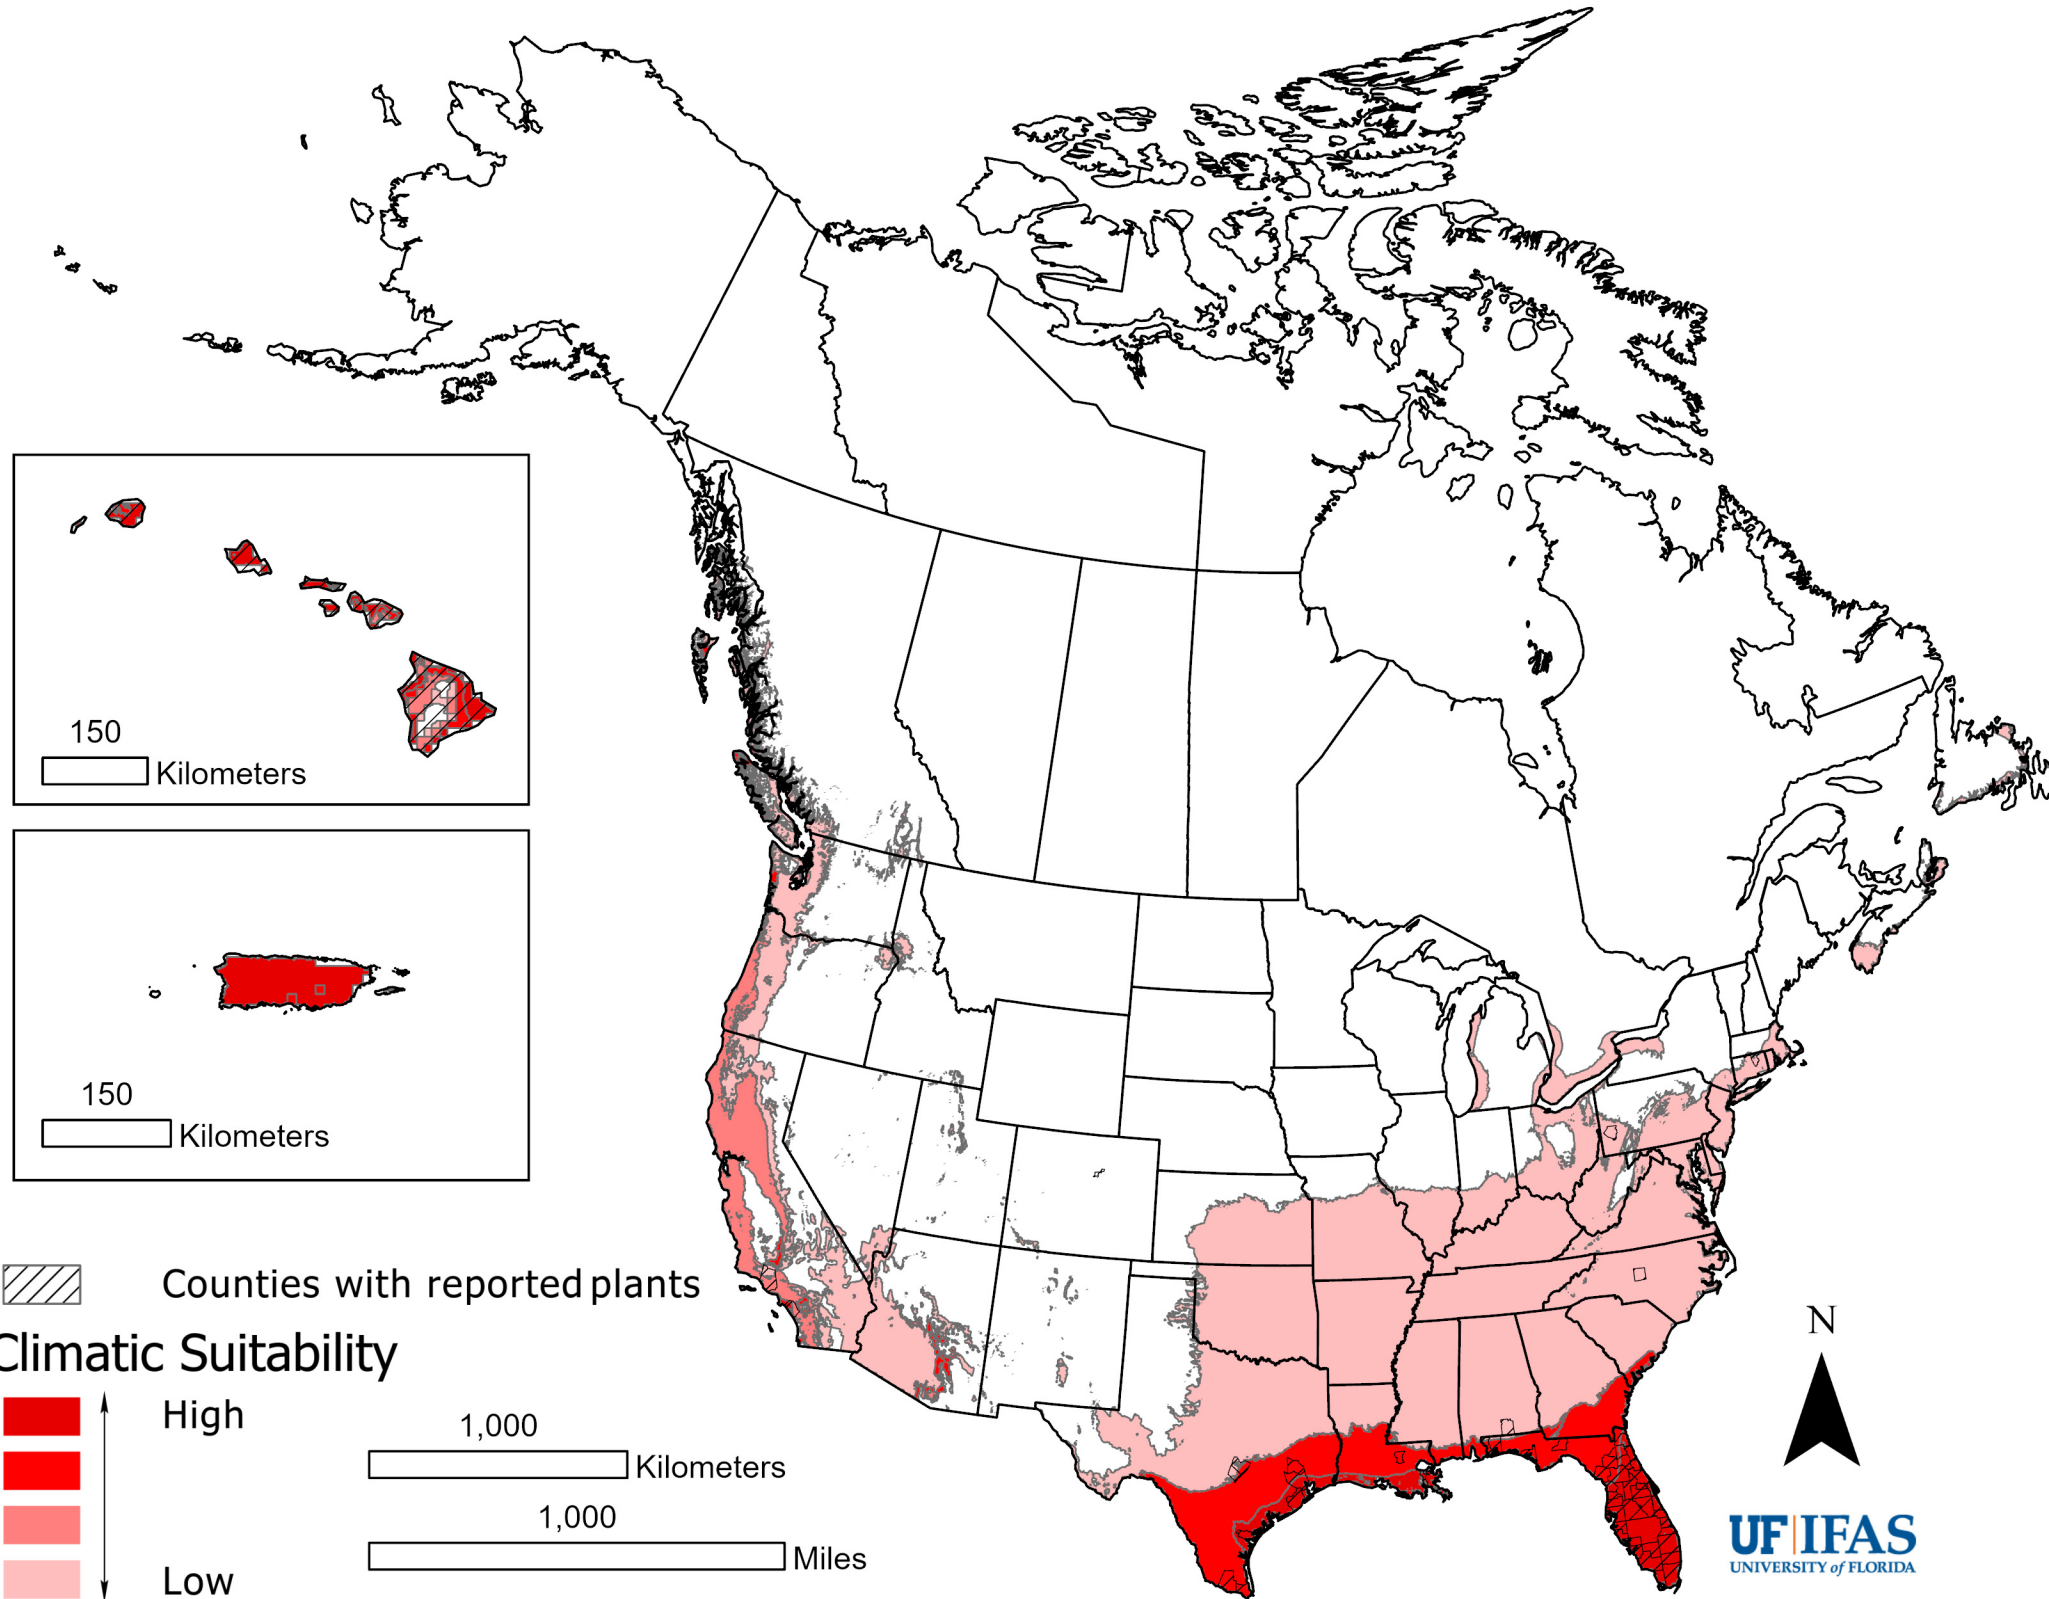 150
Kilometers
150
Kilometers
Counties with reported plants
Climatic Suitability
High
Low
1,000
Kilometers
1,000
Miles
N
UF|IFAS
UNIVERSITY of FLORIDA